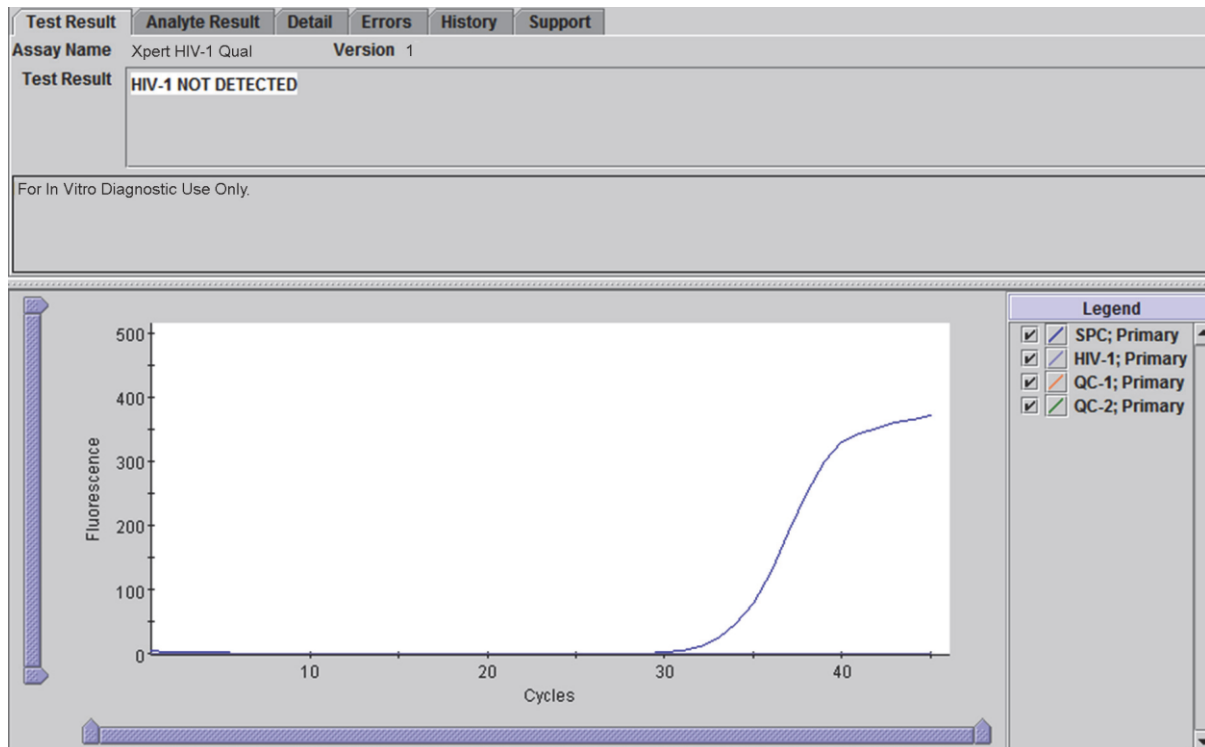 Test Result Analyte Result Detail Errors History Support
Assay Name Xpert HIV-1 Qual Version 1
Test Result HIV-1 NOT DETECTED
For In Vitro Diagnostic Use Only.
Legend
SPC; Primary
HIV-1; Primary
QC-1; Primary
QC-2; Primary
500
400
300
200
100
0
Fluorescence
10 20 30 40
Cycles